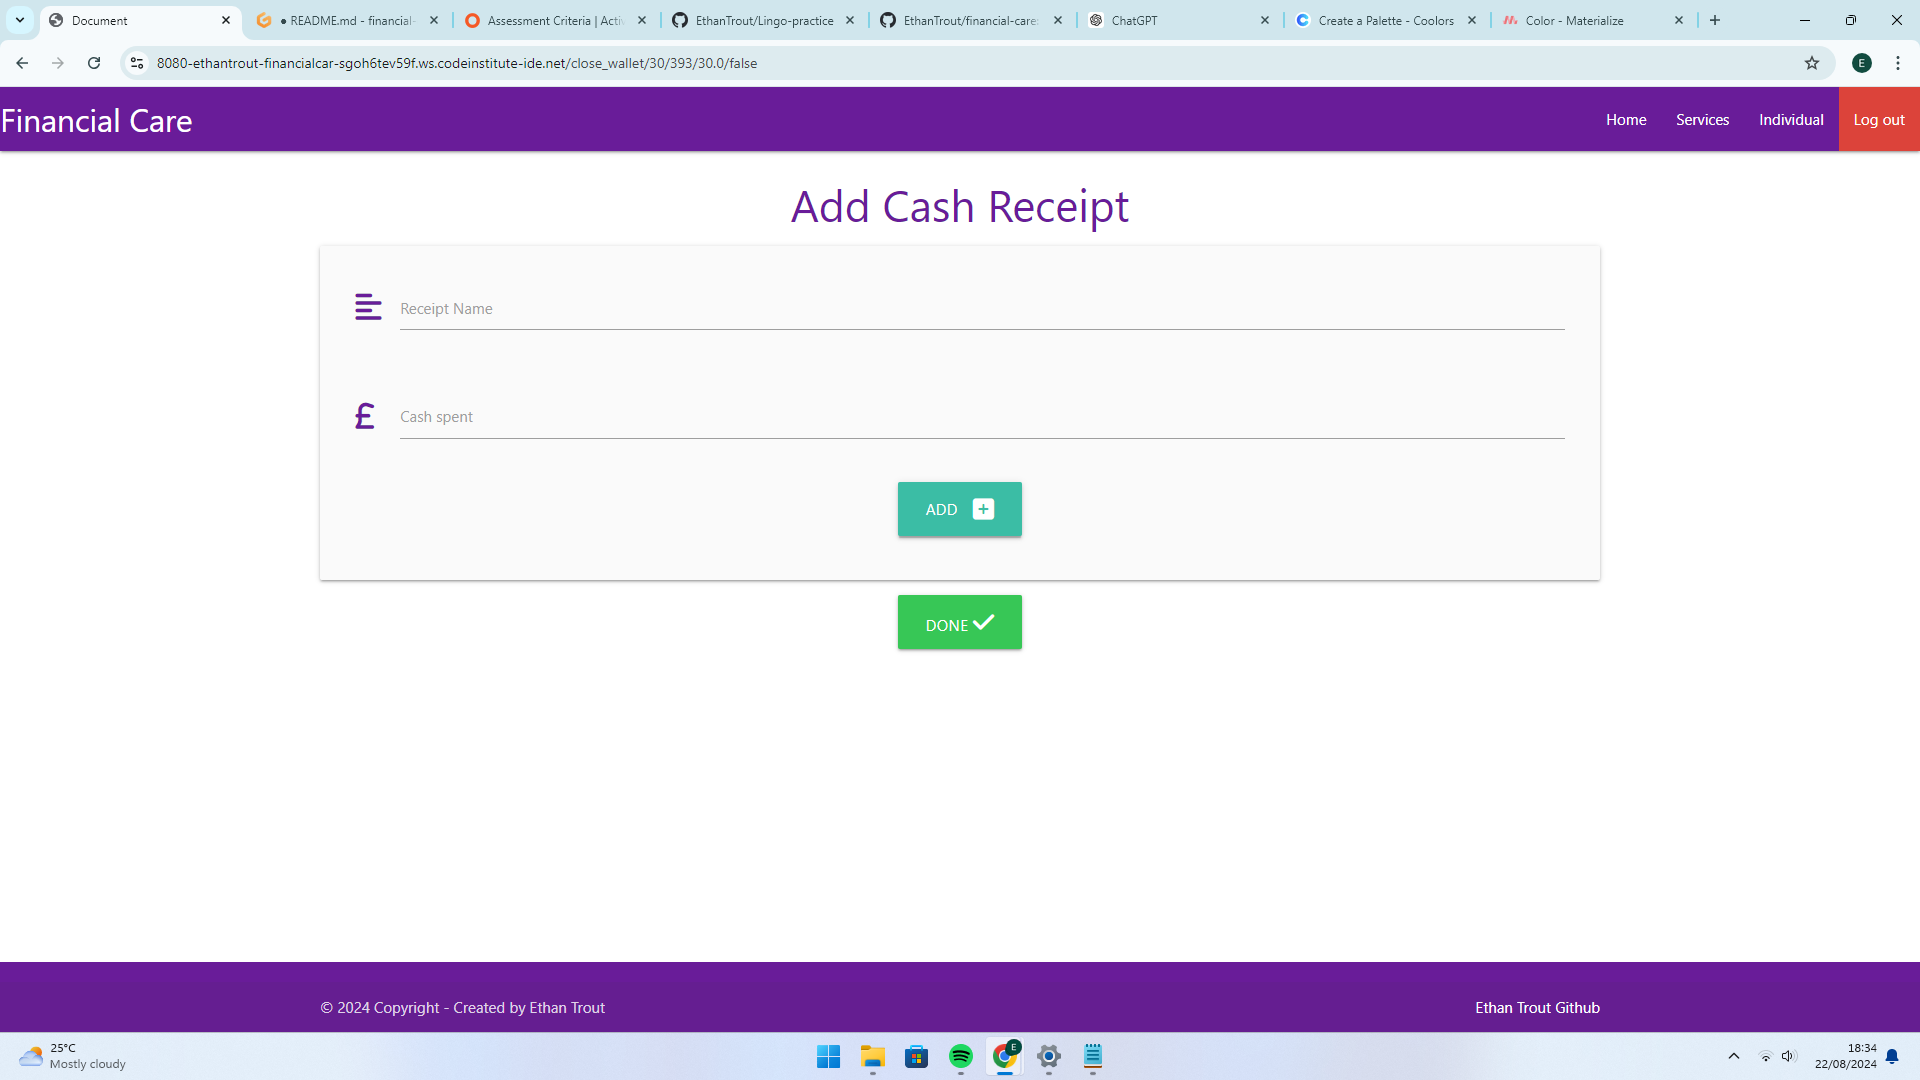 Document
● README.md - financial-
Assessment Criteria | Activ
EthanTrout/Lingo-practice
EthanTrout/financial-care
ChatGPT
Create a Palette - Coolors
Color - Materialize
8080-ethantrout-financialcar-sgoh6tev59f.ws.codeinstitute-ide.net/close_wallet/30/393/30.0/false
E
Financial Care
Home
Services
Individual
Log out
Add Cash Receipt
Receipt Name
£
Cash spent
ADD
DONE
© 2024 Copyright - Created by Ethan Trout
Ethan Trout Github
25°C
Mostly cloudy
E
18:34
22/08/2024